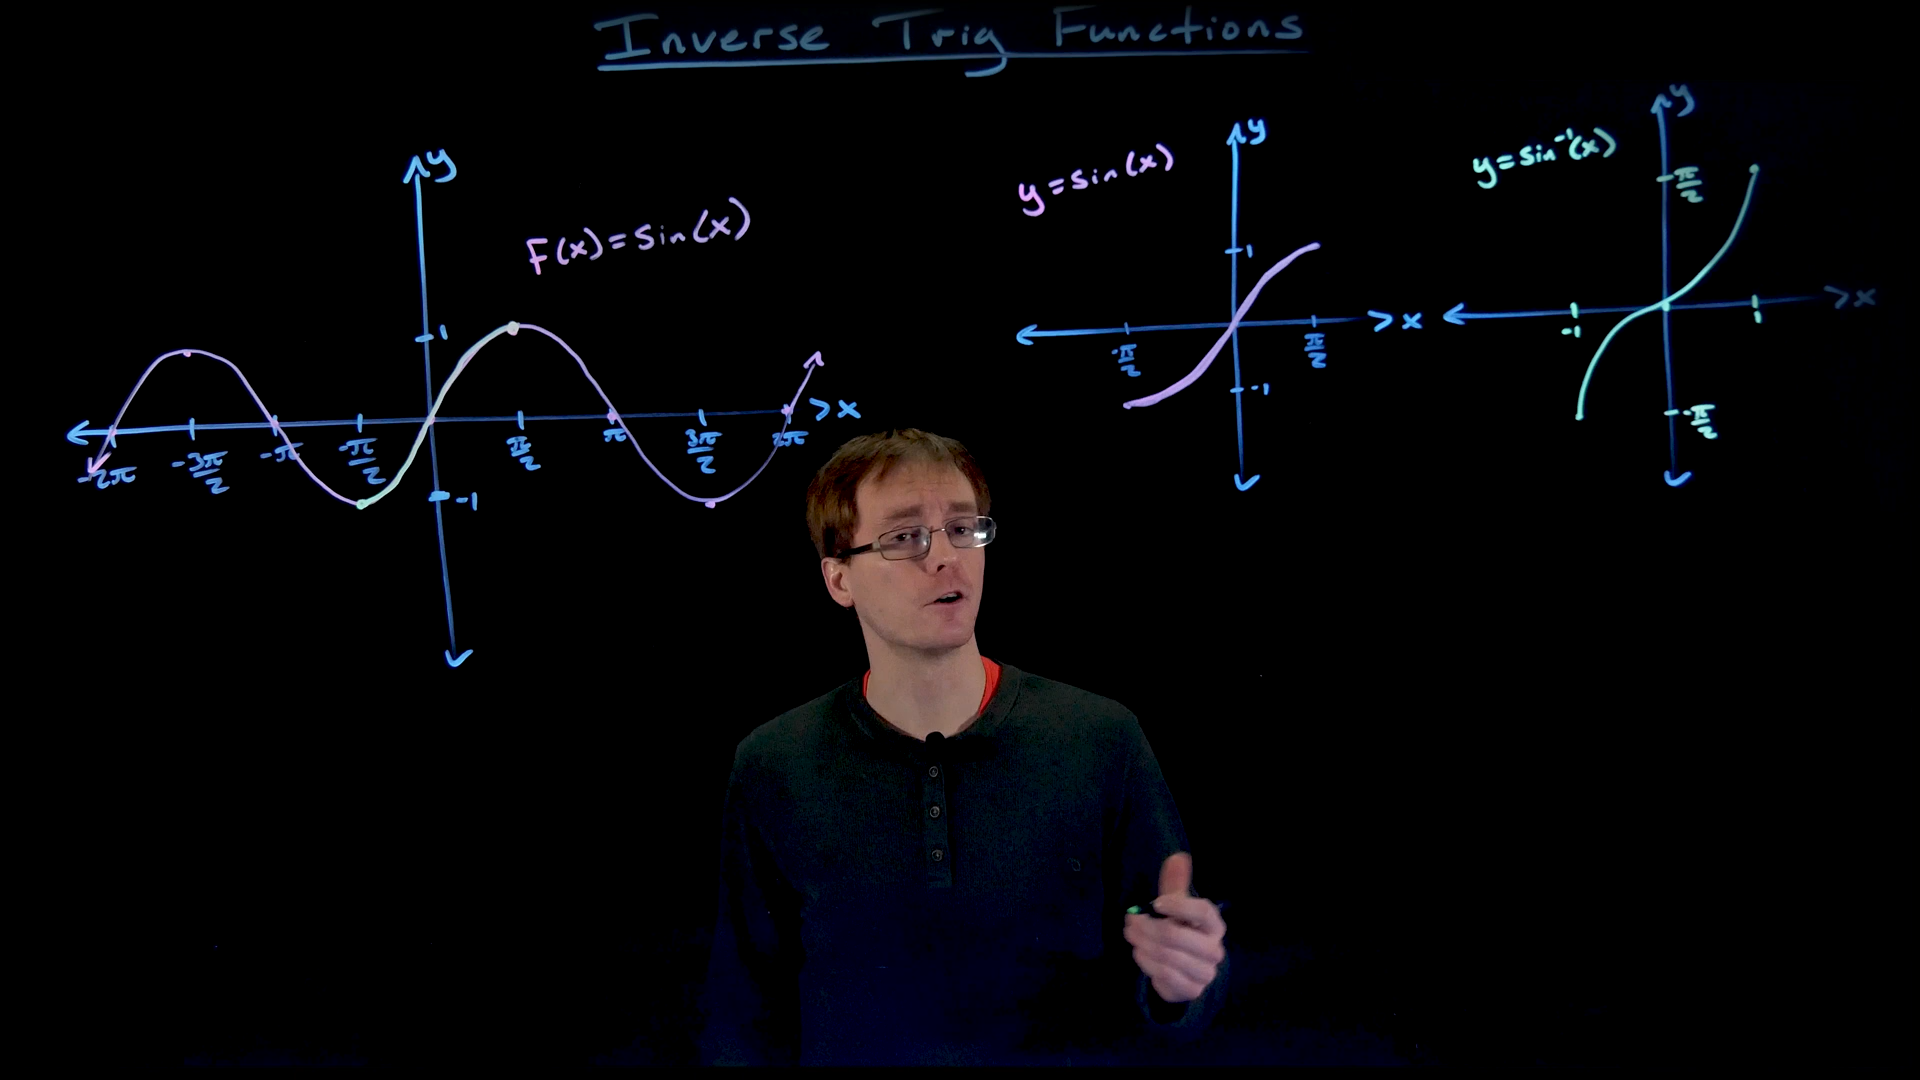 Inverse Trig Functions
y
F(x) = sin(x)
1
x
-2π
-3π/2
-π
-π/2
π/2
π
3π/2
2π
-1
y = sin(x)
y
1
x
-π/2
π/2
-1
y = sin⁻¹(x)
y
π/2
x
-1
1
-π/2